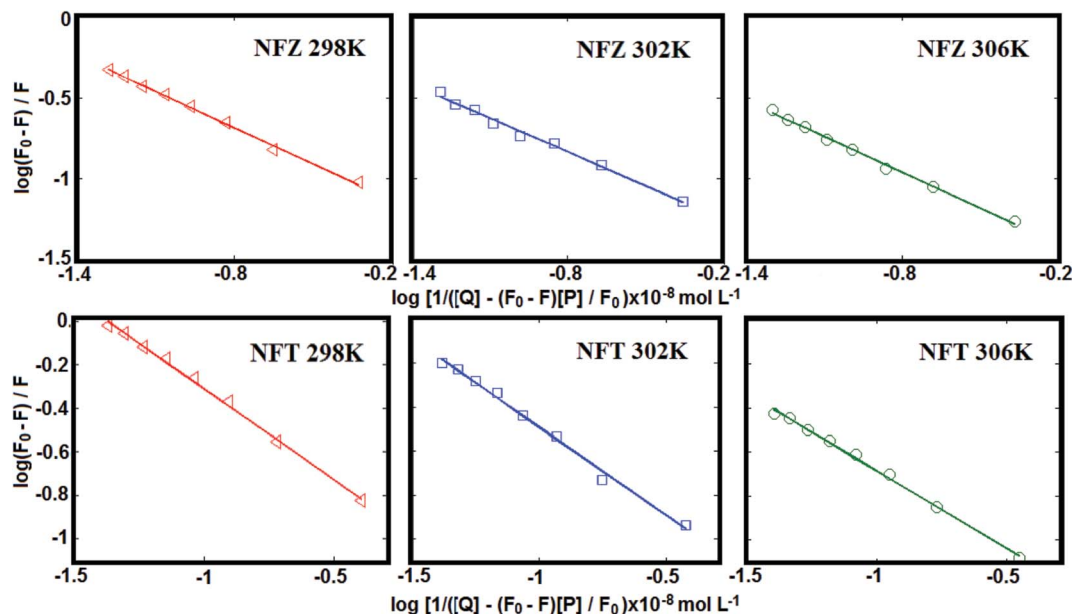 NFZ 298K
NFZ 302K
NFZ 306K
log(F₀ - F) / F
0
-0.5
-1.0
-1.5
-1.4
-0.8
-0.2
-1.4
-0.8
-0.2
-1.4
-0.8
-0.2
log [1/([Q] - (F₀ - F)[P] / F₀)x10⁻⁸ mol L⁻¹
NFT 298K
NFT 302K
NFT 306K
log(F₀ - F) / F
0
-0.2
-0.4
-0.6
-0.8
-1
-1.5
-1
-0.5
-1
-0.5
-1.5
-1
-0.5
log [1/([Q] - (F₀ - F)[P] / F₀)x10⁻⁸ mol L⁻¹